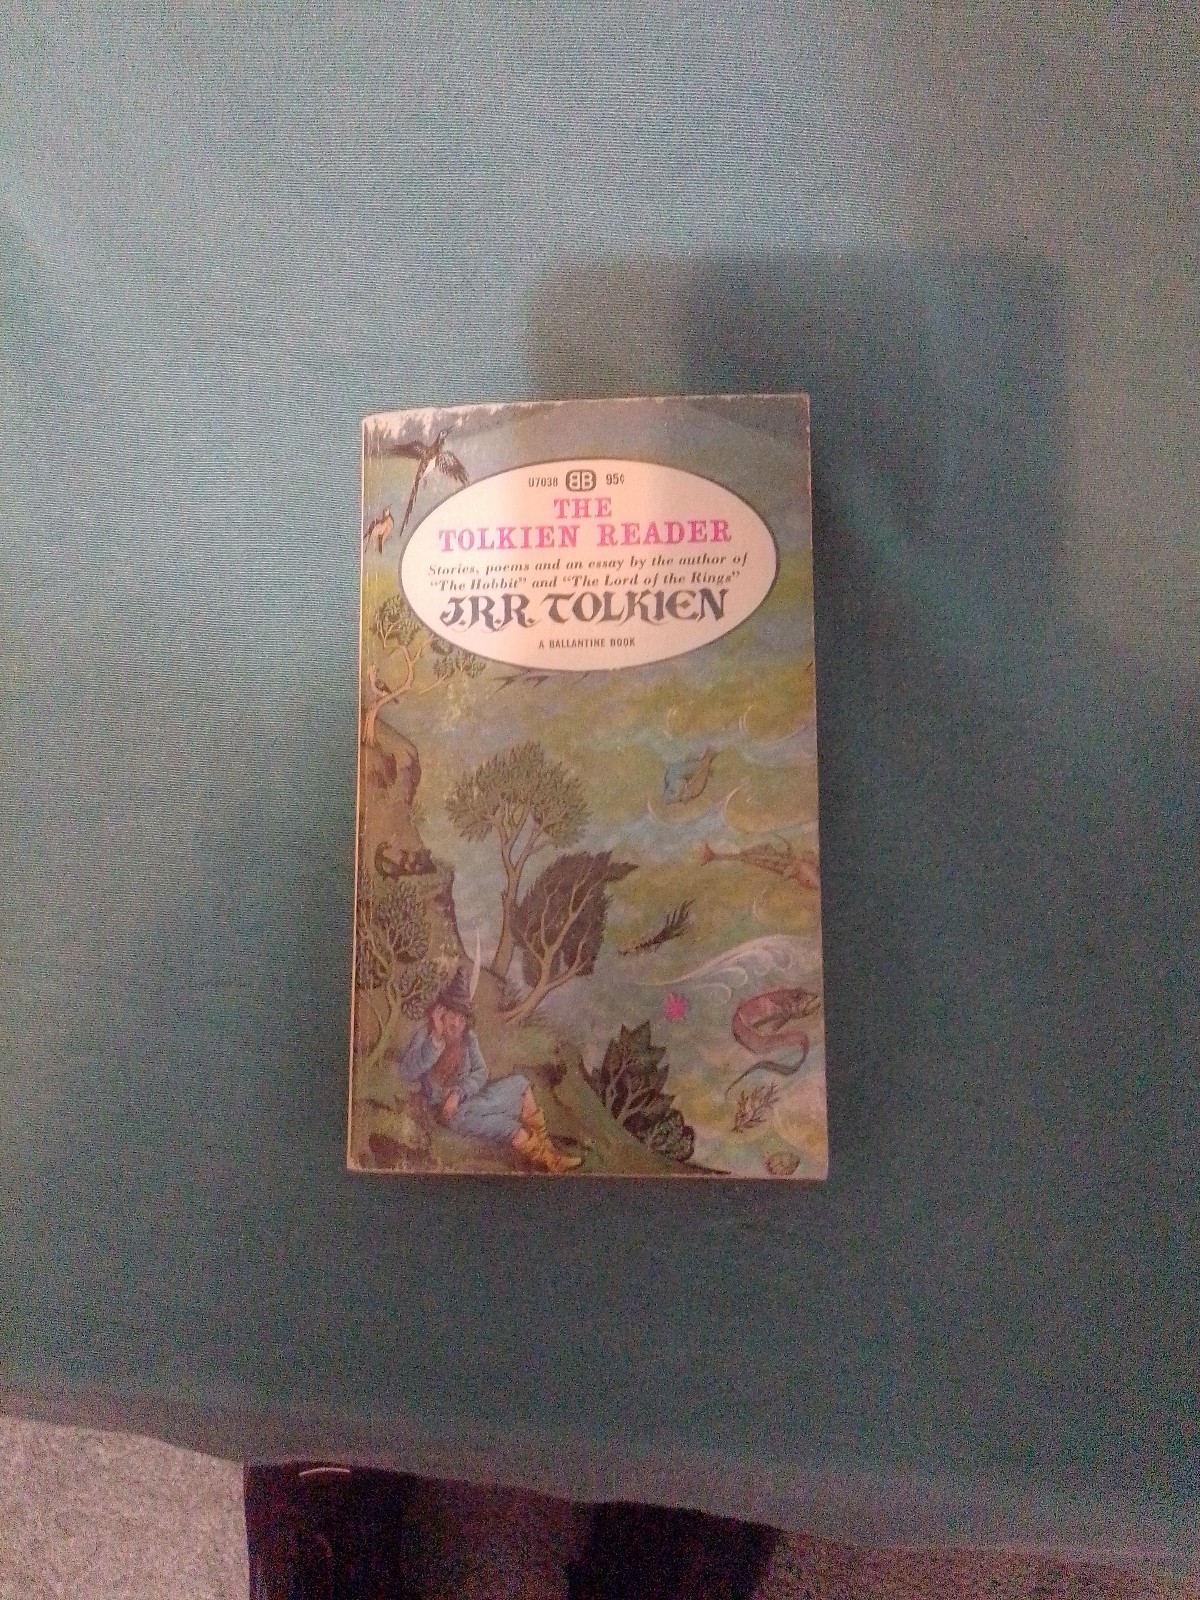 U7038 BB 95¢
THE
TOLKIEN READER
Stories, poems and an essay by the author of
"The Hobbit" and "The Lord of the Rings"
J.R.R. TOLKIEN
A BALLANTINE BOOK